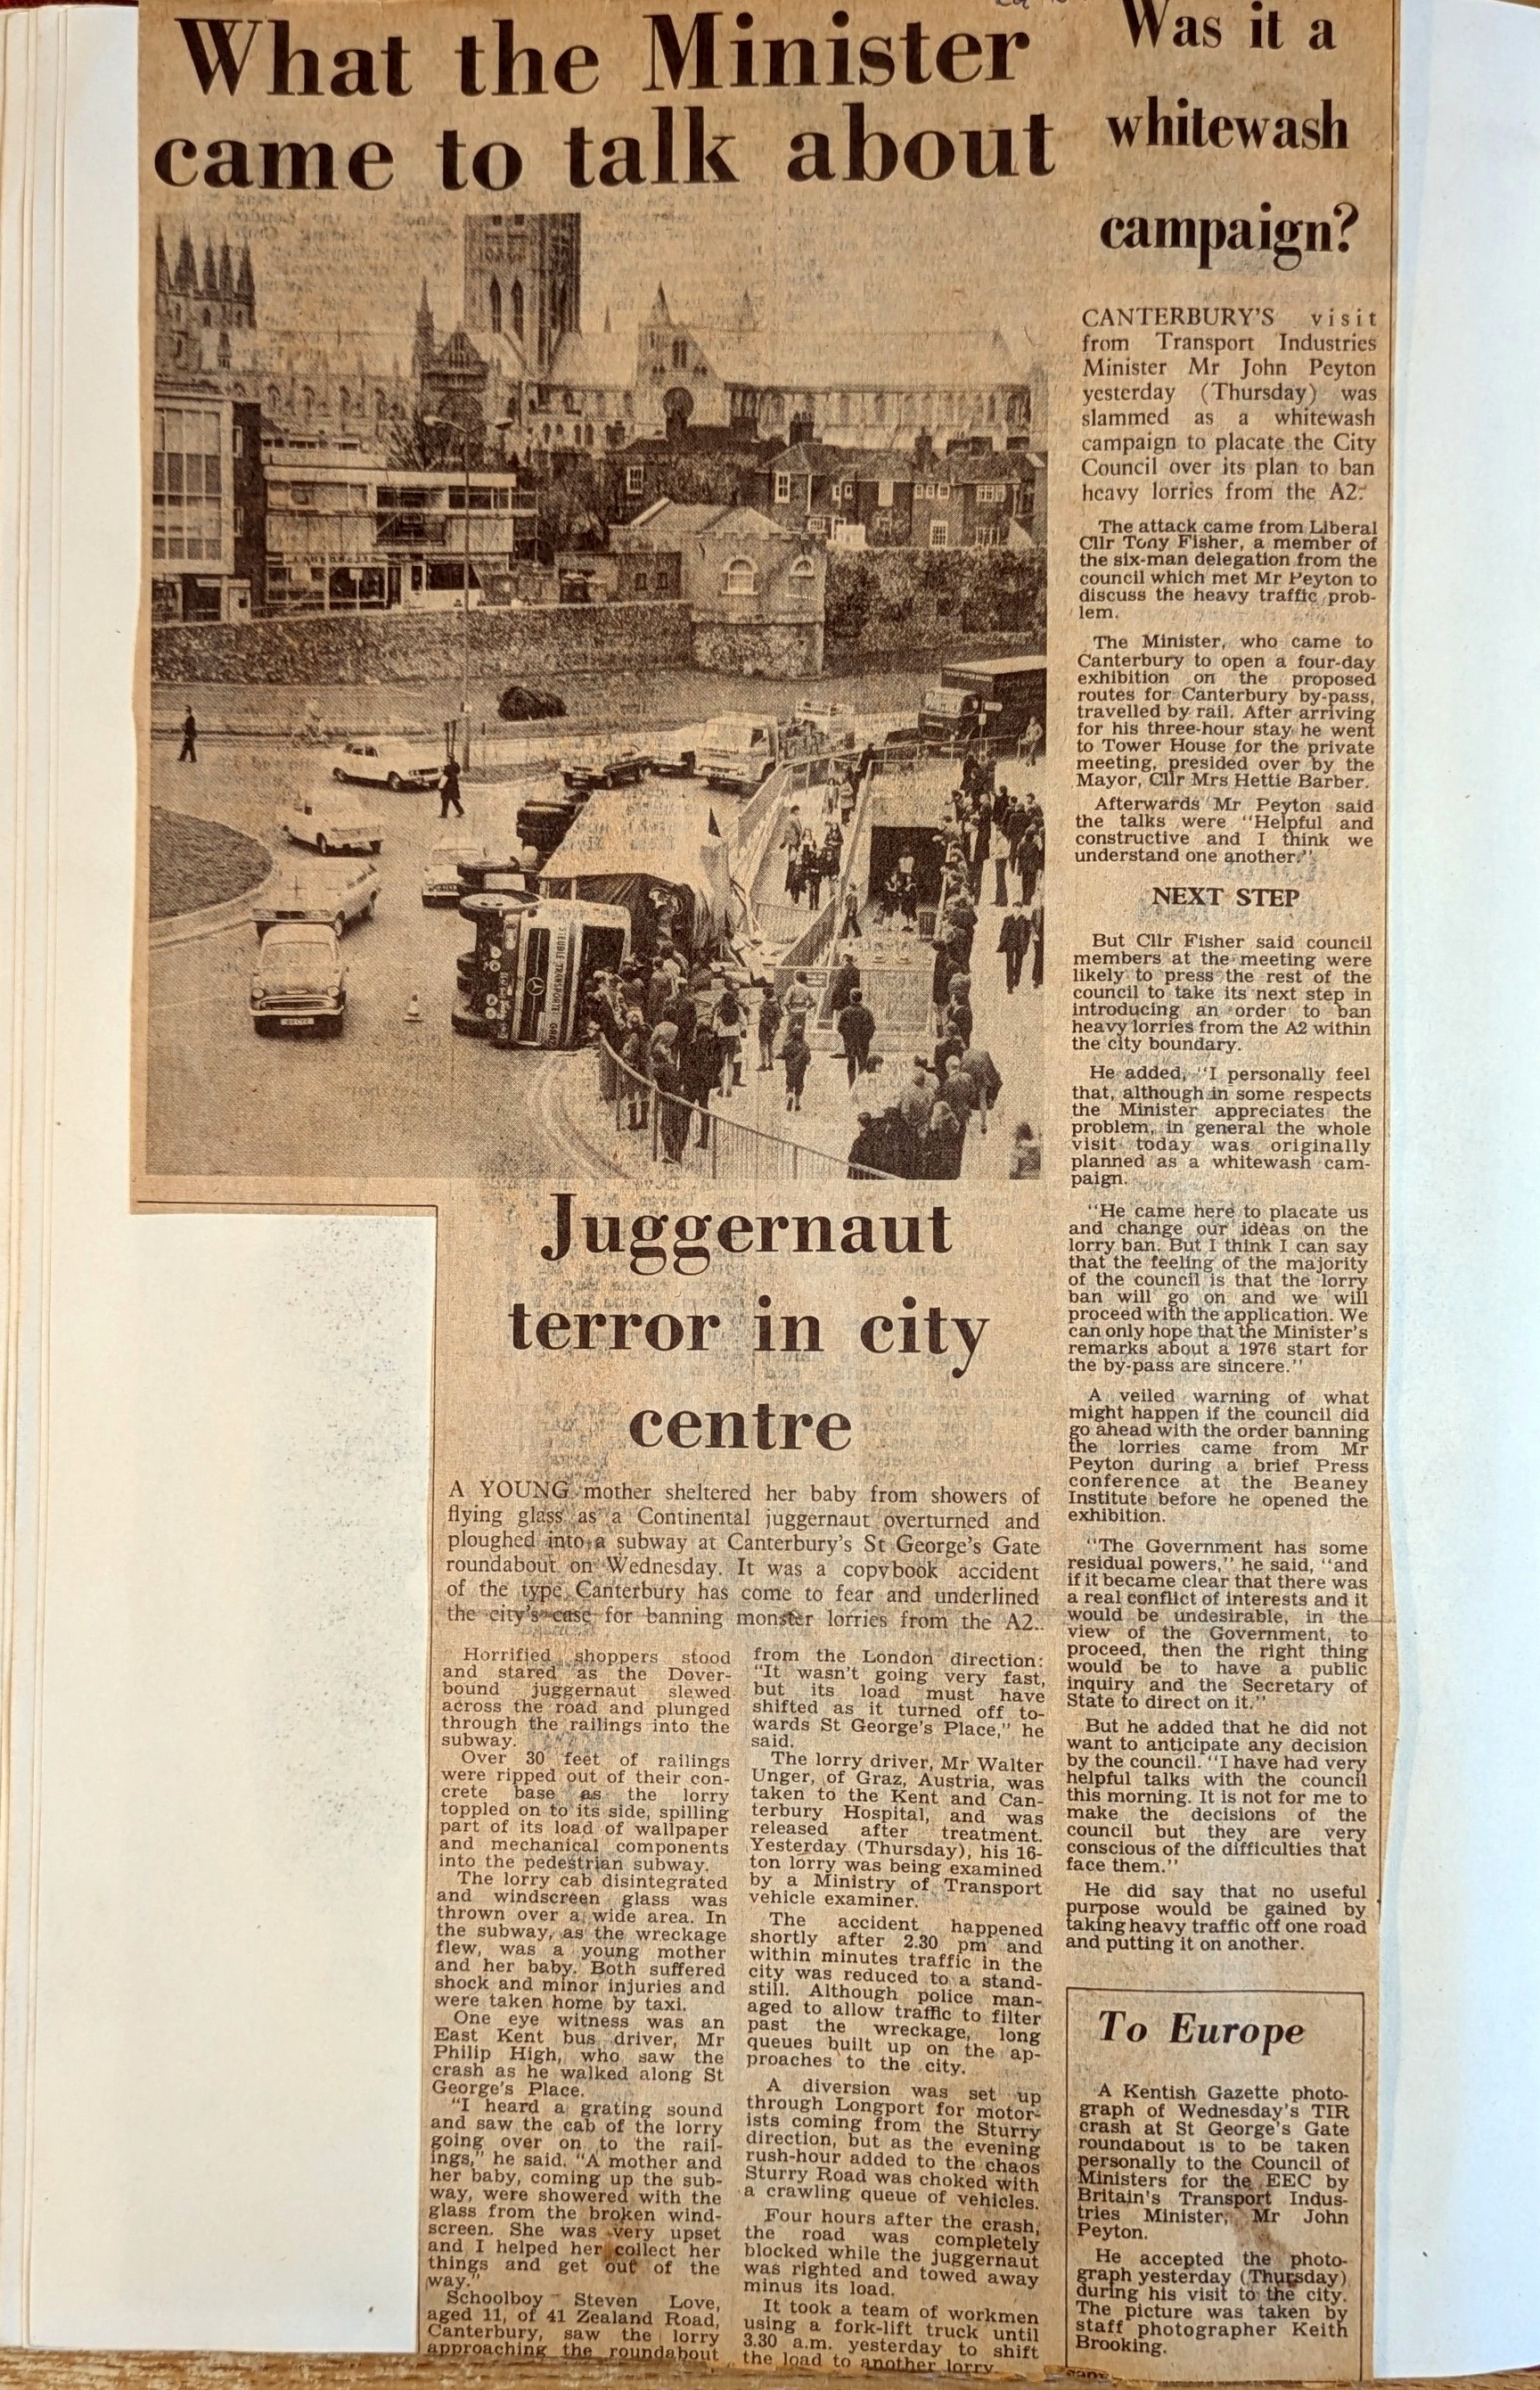 What the Minister
came to talk about
STEUBLE TRANSPORTE GRAZ
Juggernaut
terror in city
centre
A YOUNG mother sheltered her baby from showers of
flying glass as a Continental juggernaut overturned and
ploughed into a subway at Canterbury's St George's Gate
roundabout on Wednesday. It was a copybook accident
of the type Canterbury has come to fear and underlined
the city's case for banning monster lorries from the A2..
Horrified shoppers stood
and stared as the Dover-
bound juggernaut slewed
across the road and plunged
through the railings into the
subway.
Over 30 feet of railings
were ripped out of their con-
crete base as the lorry
toppled on to its side, spilling
part of its load of wallpaper
and mechanical components
into the pedestrian subway.
The lorry cab disintegrated
and windscreen glass was
thrown over a wide area. In
the subway, as the wreckage
flew, was a young mother
and her baby. Both suffered
shock and minor injuries and
were taken home by taxi.
One eye witness was an
East Kent bus driver, Mr
Philip High, who saw the
crash as he walked along St
George's Place.
"I heard a grating sound
and saw the cab of the lorry
going over on to the rail-
ings," he said. "A mother and
her baby, coming up the sub-
way, were showered with the
glass from the broken wind-
screen. She was very upset
and I helped her collect her
things and get out of the
way."
Schoolboy Steven Love,
aged 11, of 41 Zealand Road,
Canterbury, saw the lorry
approaching the roundabout
from the London direction:
"It wasn't going very fast,
but its load must have
shifted as it turned off to-
wards St George's Place," he
said.
The lorry driver, Mr Walter
Unger, of Graz, Austria, was
taken to the Kent and Can-
terbury Hospital, and was
released after treatment.
Yesterday (Thursday), his 16-
ton lorry was being examined
by a Ministry of Transport
vehicle examiner.
The accident happened
shortly after 2.30 pm and
within minutes traffic in the
city was reduced to a stand-
still. Although police man-
aged to allow traffic to filter
past the wreckage, long
queues built up on the ap-
proaches to the city.
A diversion was set up
through Longport for motor-
ists coming from the Sturry
direction, but as the evening
rush-hour added to the chaos
Sturry Road was choked with
a crawling queue of vehicles.
Four hours after the crash,
the road was completely
blocked while the juggernaut
was righted and towed away
minus its load.
It took a team of workmen
using a fork-lift truck until
3.30 a.m. yesterday to shift
the load to another lorry
Was it a
whitewash
campaign?
CANTERBURY'S visit
from Transport Industries
Minister Mr John Peyton
yesterday (Thursday) was
slammed as a whitewash
campaign to placate the City
Council over its plan to ban
heavy lorries from the A2.
The attack came from Liberal
Cllr Tony Fisher, a member of
the six-man delegation from the
council which met Mr Peyton to
discuss the heavy traffic prob-
lem.
The Minister, who came to
Canterbury to open a four-day
exhibition on the proposed
routes for Canterbury by-pass,
travelled by rail. After arriving
for his three-hour stay he went
to Tower House for the private
meeting, presided over by the
Mayor, Cllr Mrs Hettie Barber.
Afterwards Mr Peyton said
the talks were "Helpful and
constructive and I think we
understand one another."
NEXT STEP
But Cllr Fisher said council
members at the meeting were
likely to press the rest of the
council to take its next step in
introducing an order to ban
heavy lorries from the A2 within
the city boundary.
He added, "I personally feel
that, although in some respects
the Minister appreciates the
problem, in general the whole
visit today was originally
planned as a whitewash cam-
paign.
"He came here to placate us
and change our ideas on the
lorry ban. But I think I can say
that the feeling of the majority
of the council is that the lorry
ban will go on and we will
proceed with the application. We
can only hope that the Minister's
remarks about a 1976 start for
the by-pass are sincere."
A veiled warning of what
might happen if the council did
go ahead with the order banning
the lorries came from Mr
Peyton during a brief Press
conference at the Beaney
Institute before he opened the
exhibition.
"The Government has some
residual powers," he said, "and
if it became clear that there was
a real conflict of interests and it
would be undesirable, in the
view of the Government, to
proceed, then the right thing
would be to have a public
inquiry and the Secretary of
State to direct on it."
But he added that he did not
want to anticipate any decision
by the council. "I have had very
helpful talks with the council
this morning. It is not for me to
make the decisions of the
council but they are very
conscious of the difficulties that
face them."
He did say that no useful
purpose would be gained by
taking heavy traffic off one road
and putting it on another.
To Europe
A Kentish Gazette photo-
graph of Wednesday's TIR
crash at St George's Gate
roundabout is to be taken
personally to the Council of
Ministers for the EEC by
Britain's Transport Indus-
tries Minister, Mr John
Peyton.
He accepted the photo-
graph yesterday (Thursday)
during his visit to the city.
The picture was taken by
staff photographer Keith
Brooking.